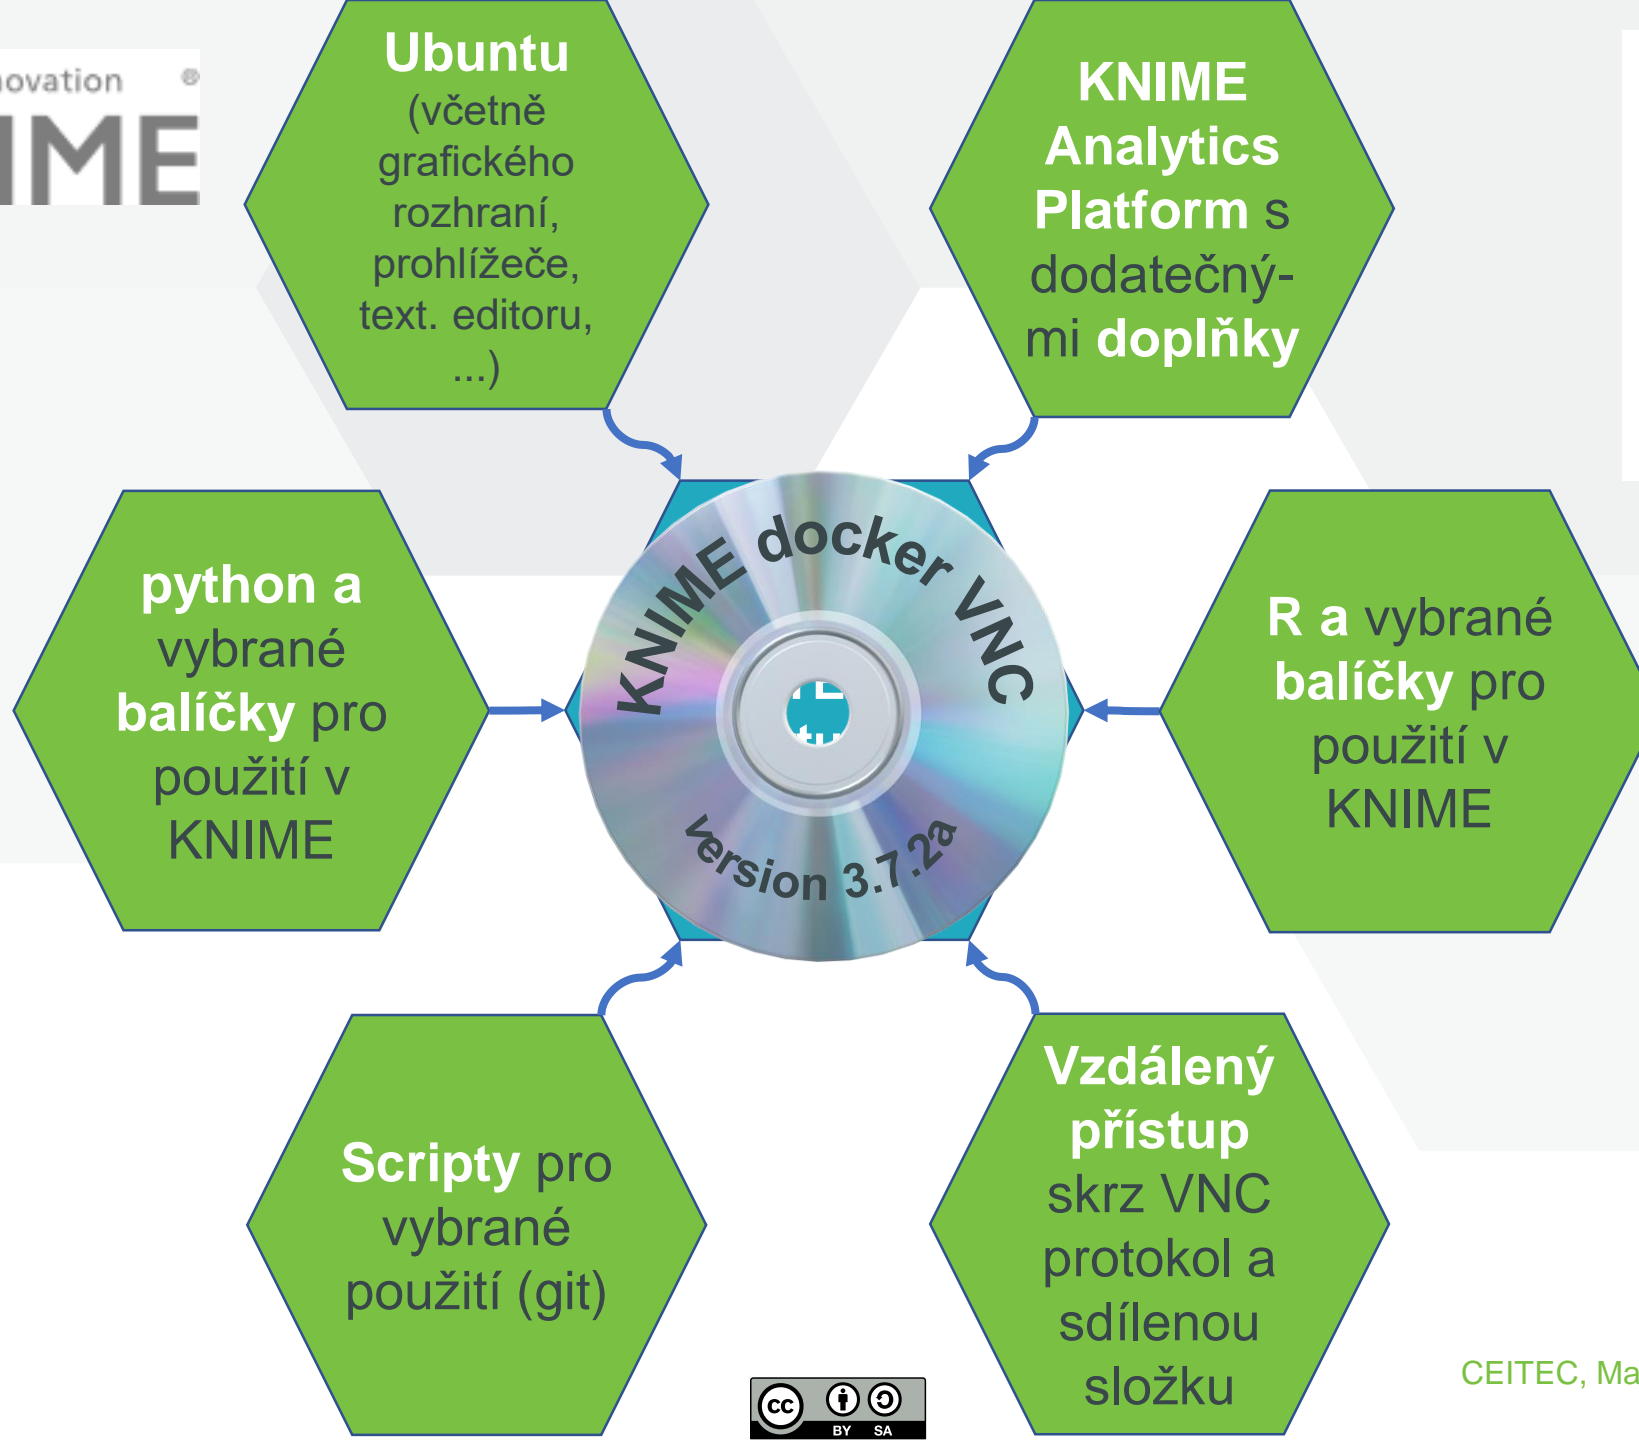 ovation ®
IME
Ubuntu
(včetně
grafického
rozhraní,
prohlížeče,
text. editoru,
...)
KNIME
Analytics
Platform s
dodatečný-
mi doplňky
python a
vybrané
balíčky pro
použití v
KNIME
KNIME docker VNC
version 3.7.2a
R a vybrané
balíčky pro
použití v
KNIME
Scripty pro
vybrané
použití (git)
Vzdálený
přístup
skrz VNC
protokol a
sdílenou
složku
cc
BY SA
CEITEC, Ma